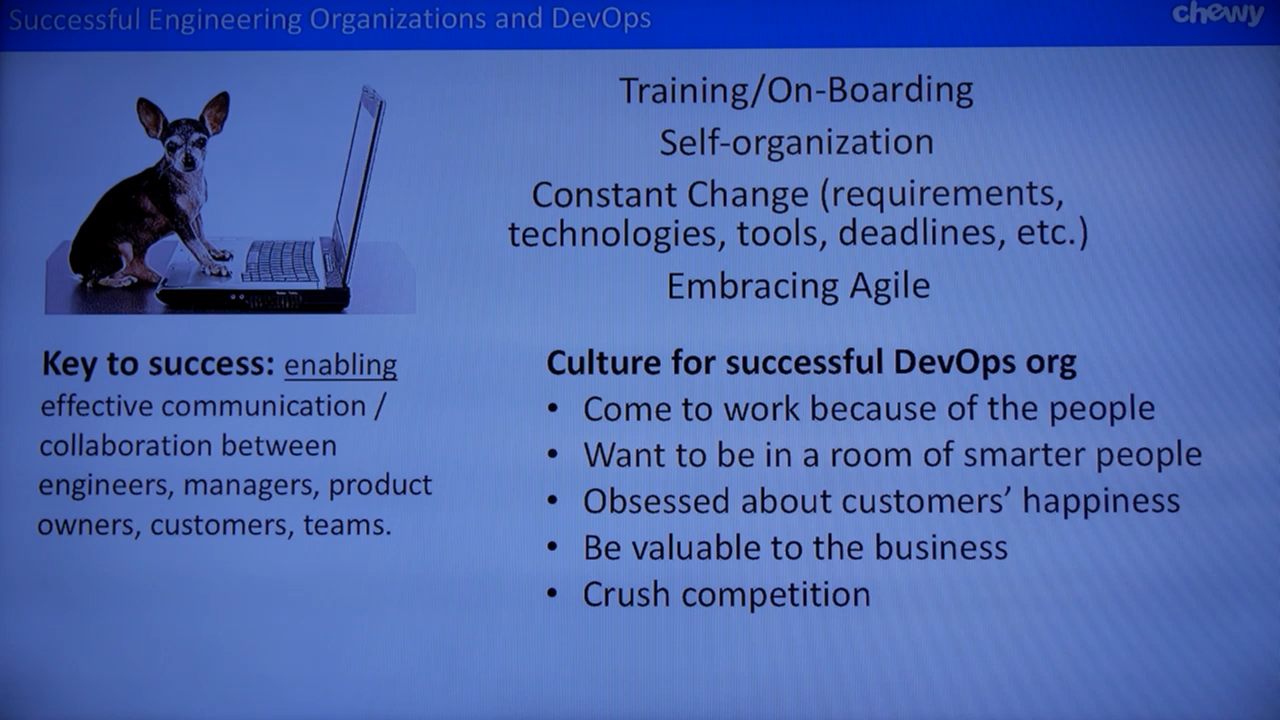 Successful Engineering Organizations and DevOps
chewy
Training/On-Boarding
Self-organization
Constant Change (requirements,
technologies, tools, deadlines, etc.)
Embracing Agile
Key to success: enabling
effective communication /
collaboration between
engineers, managers, product
owners, customers, teams.
Culture for successful DevOps org
• Come to work because of the people
• Want to be in a room of smarter people
• Obsessed about customers’ happiness
• Be valuable to the business
• Crush competition